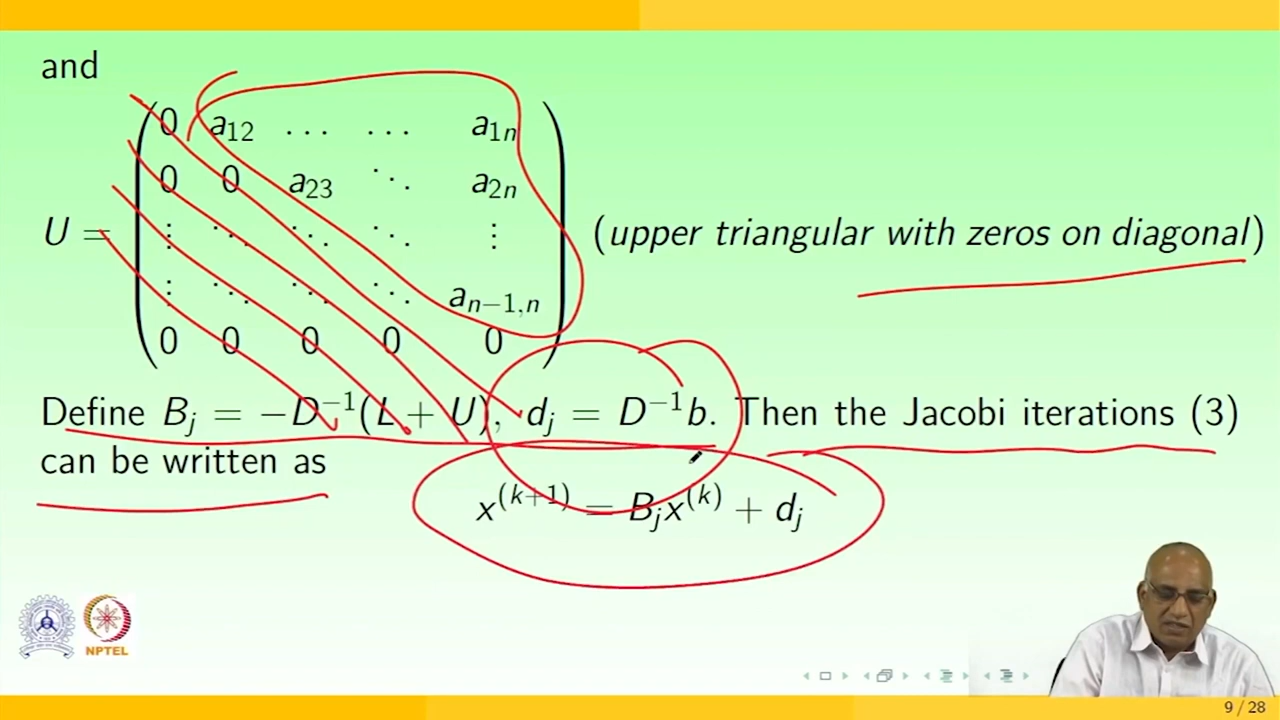 and
U = ( 0 a₁₂ … … a₁ₙ
0 0 a₂₃ ⋱ a₂ₙ
⋮ ⋱ ⋱ ⋱ ⋮
⋮ ⋱ ⋱ ⋱ aₙ₋₁,ₙ
0 0 0 0 0 ) (upper triangular with zeros on diagonal)
Define Bⱼ = −D⁻¹(L + U), dⱼ = D⁻¹b. Then the Jacobi iterations (3)
can be written as
x⁽ᵏ⁺¹⁾ = Bⱼx⁽ᵏ⁾ + dⱼ
NPTEL
9 / 28